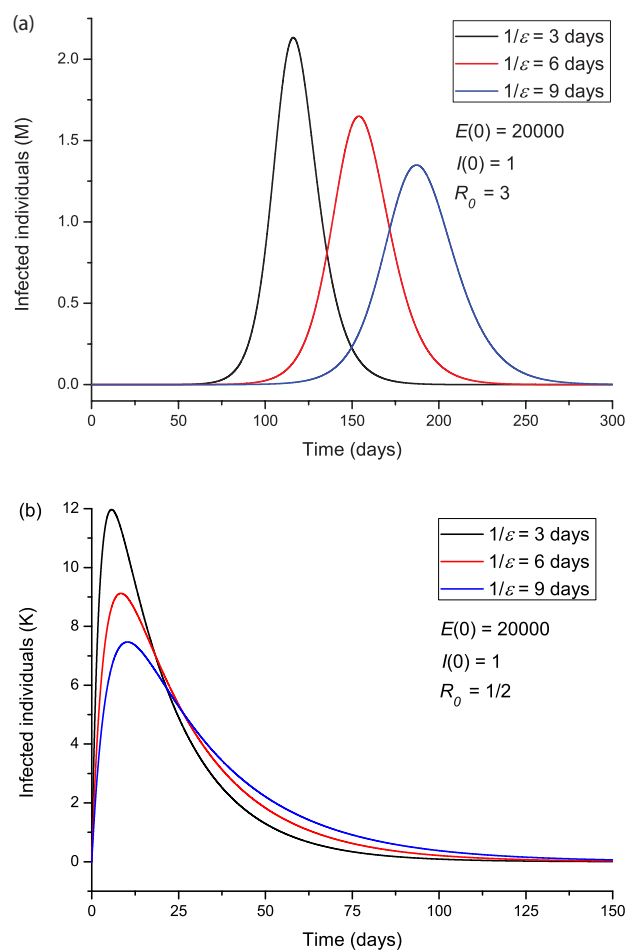 (a)
Infected individuals (M)
2.0
1.5
1.0
0.5
0.0
1/ε = 3 days
1/ε = 6 days
1/ε = 9 days
E(0) = 20000
I(0) = 1
R₀ = 3
0 50 100 150 200 250 300
Time (days)
(b)
Infected individuals (K)
12
10
8
6
4
2
0
1/ε = 3 days
1/ε = 6 days
1/ε = 9 days
E(0) = 20000
I(0) = 1
R₀ = 1/2
0 25 50 75 100 125 150
Time (days)